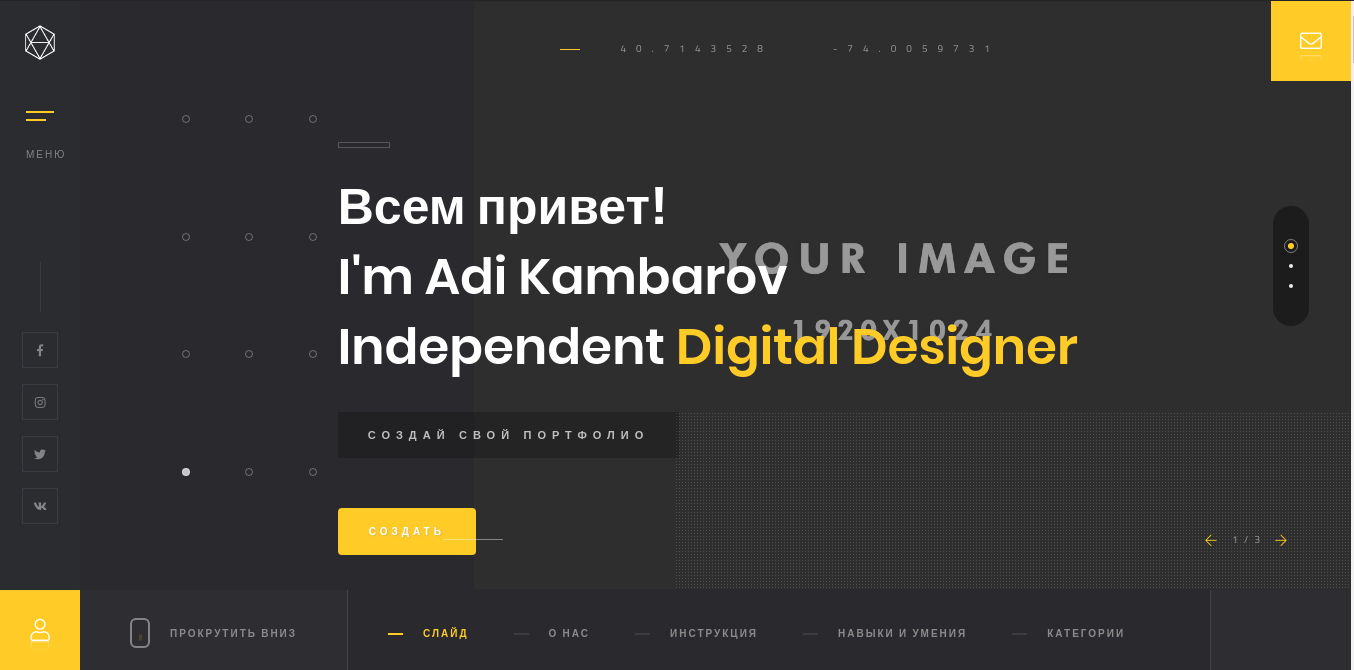 40.7143528 -74.0059731
МЕНЮ
Всем привет!
YOUR IMAGE
I'm Adi Kambarov
1920X1024
Independent Digital Designer
СОЗДАЙ СВОЙ ПОРТФОЛИО
СОЗДАТЬ
1 / 3
ПРОКРУТИТЬ ВНИЗ
СЛАЙД
О НАС
ИНСТРУКЦИЯ
НАВЫКИ И УМЕНИЯ
КАТЕГОРИИ